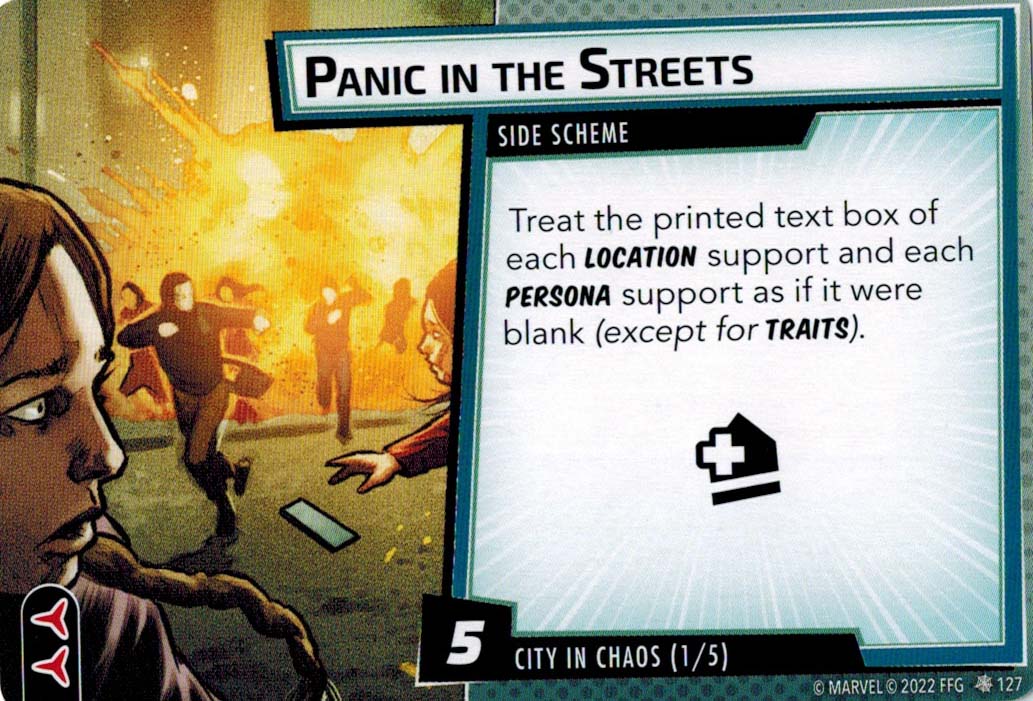 PANIC IN THE STREETS
SIDE SCHEME
Treat the printed text box of
each LOCATION support and each
PERSONA support as if it were
blank (except for TRAITS).
5
CITY IN CHAOS (1/5)
© MARVEL © 2022 FFG 127